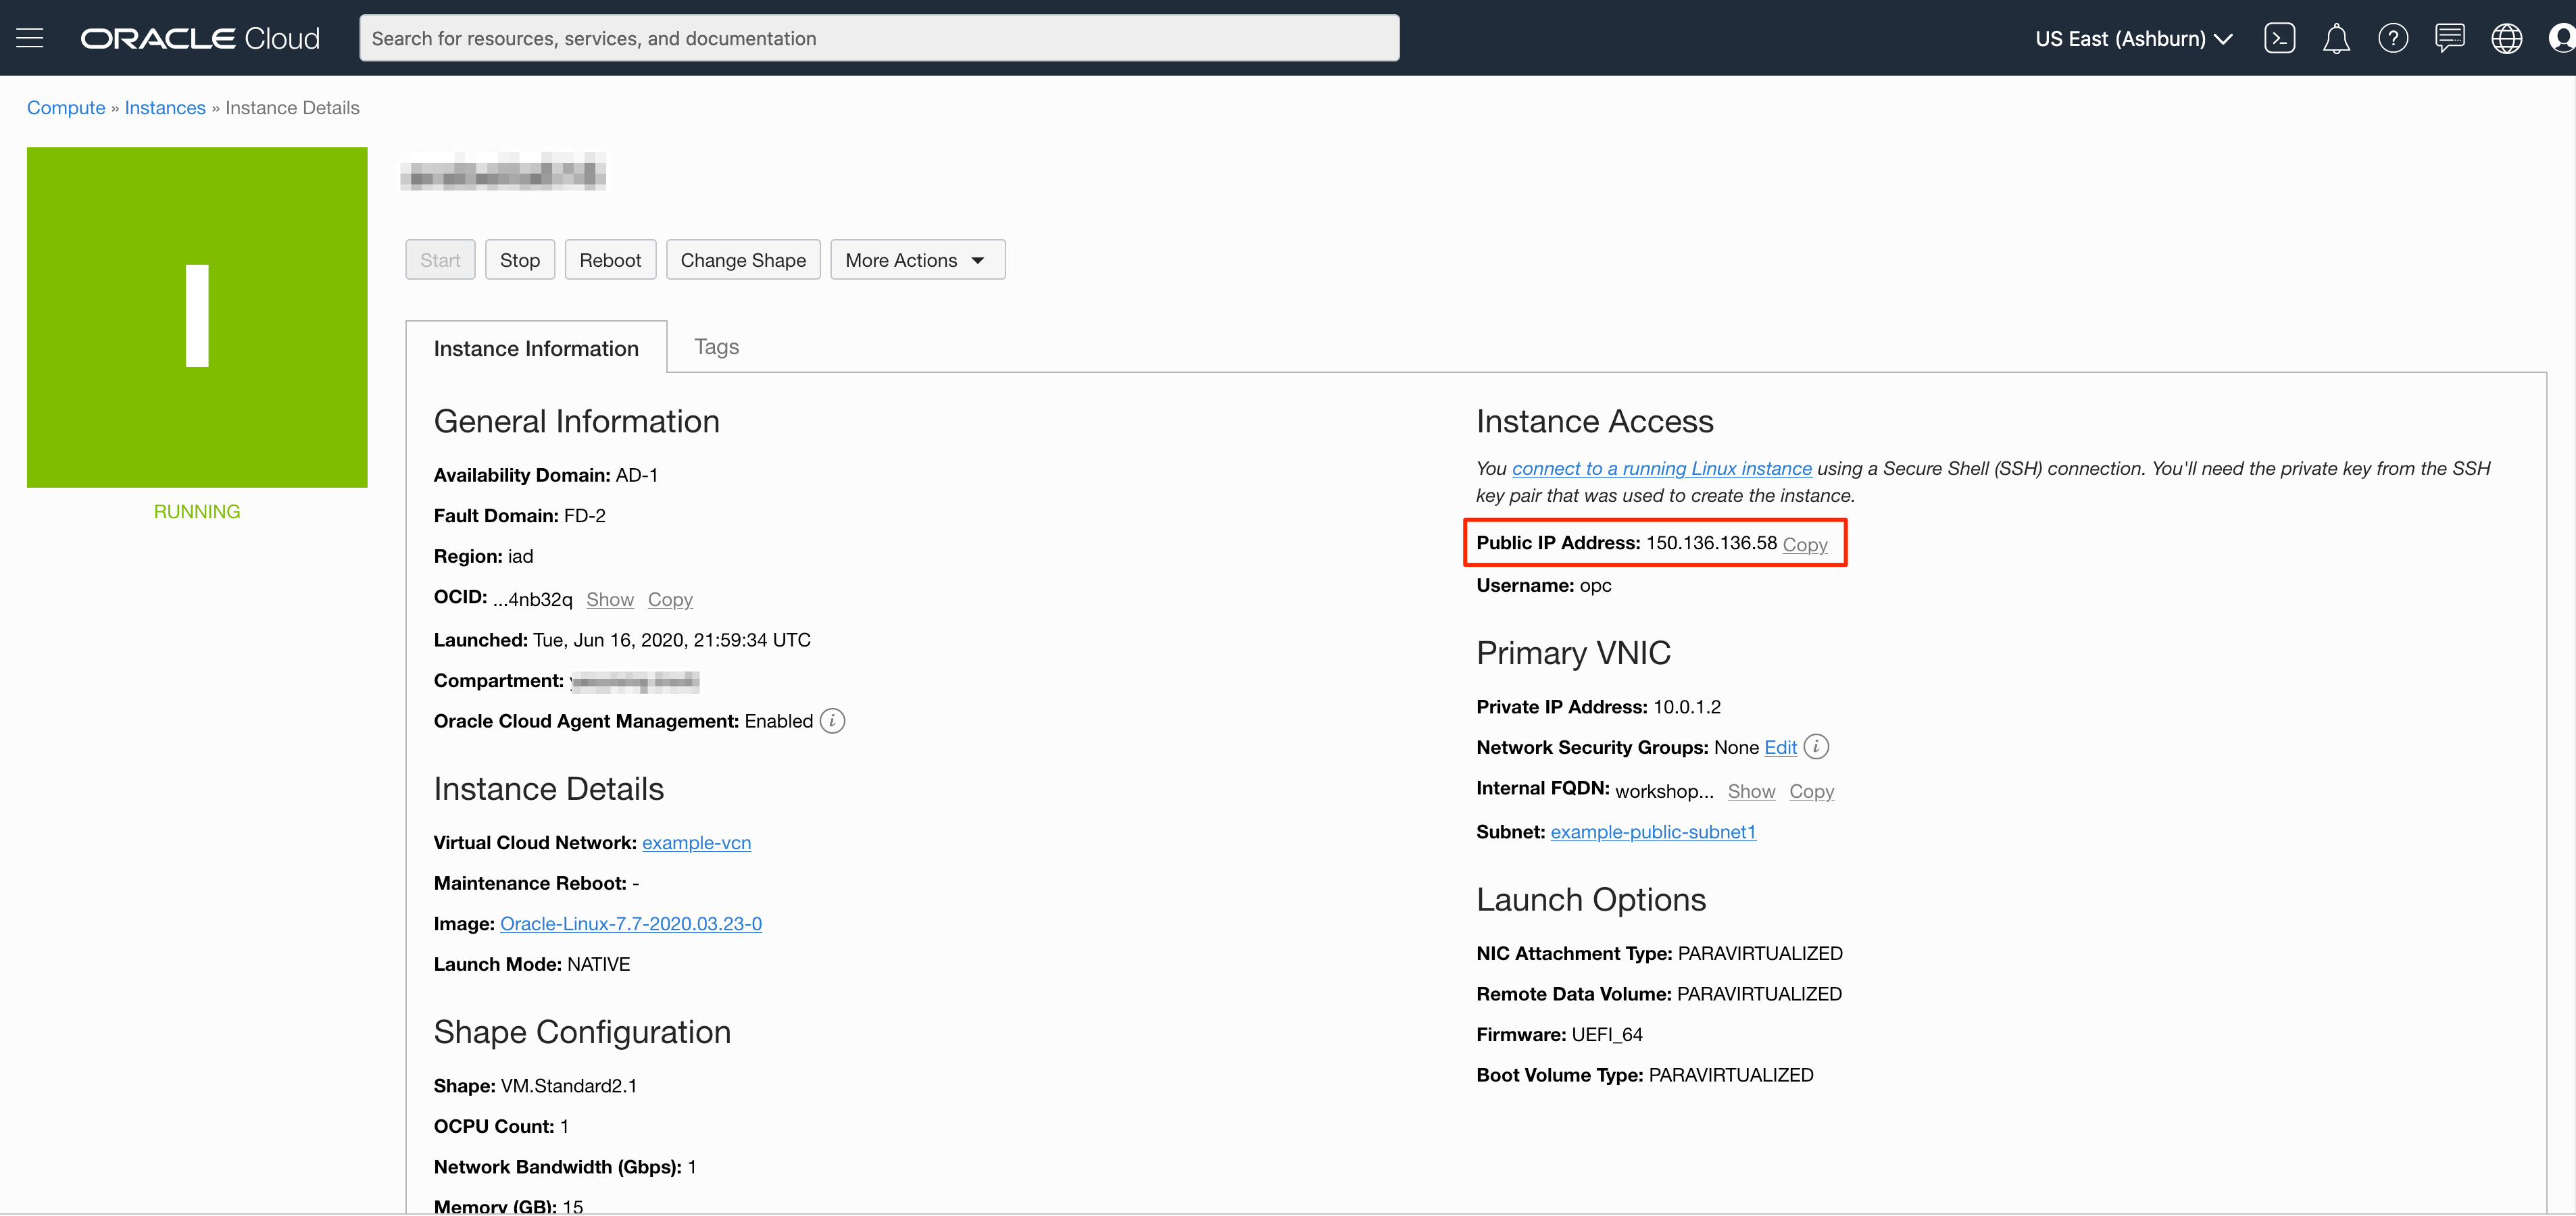 ORACLE Cloud
Search for resources, services, and documentation
US East (Ashburn)
Compute » Instances » Instance Details
I
RUNNING
Start
Stop
Reboot
Change Shape
More Actions
Instance Information
Tags
General Information
Availability Domain: AD-1
Fault Domain: FD-2
Region: iad
OCID: ...4nb32q Show Copy
Launched: Tue, Jun 16, 2020, 21:59:34 UTC
Compartment:
Oracle Cloud Agent Management: Enabled
Instance Details
Virtual Cloud Network: example-vcn
Maintenance Reboot: -
Image: Oracle-Linux-7.7-2020.03.23-0
Launch Mode: NATIVE
Shape Configuration
Shape: VM.Standard2.1
OCPU Count: 1
Network Bandwidth (Gbps): 1
Memory (GB): 15
Instance Access
You connect to a running Linux instance using a Secure Shell (SSH) connection. You'll need the private key from the SSH
key pair that was used to create the instance.
Public IP Address: 150.136.136.58 Copy
Username: opc
Primary VNIC
Private IP Address: 10.0.1.2
Network Security Groups: None Edit
Internal FQDN: workshop... Show Copy
Subnet: example-public-subnet1
Launch Options
NIC Attachment Type: PARAVIRTUALIZED
Remote Data Volume: PARAVIRTUALIZED
Firmware: UEFI_64
Boot Volume Type: PARAVIRTUALIZED